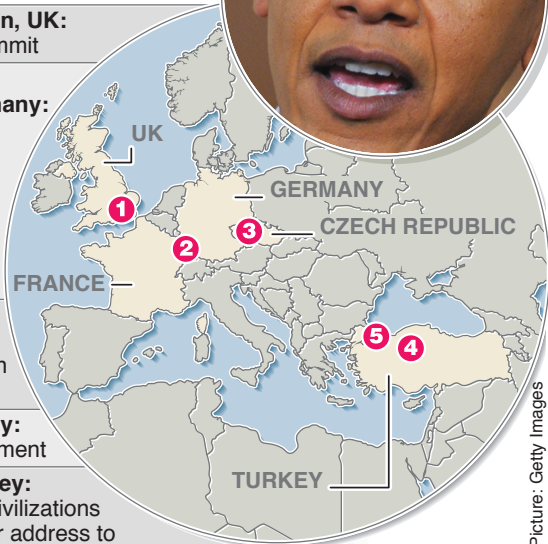 n, UK:
mmit
any:
n
y:
ment
ey:
ivilizations
r address to
UK
GERMANY
CZECH REPUBLIC
FRANCE
TURKEY
1
2
3
5
4
Picture: Getty Images